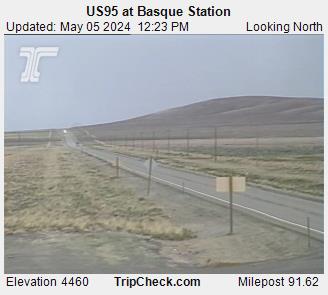 US95 at Basque Station
Updated: May 05 2024 12:23 PM Looking North
Elevation 4460 TripCheck.com Milepost 91.62